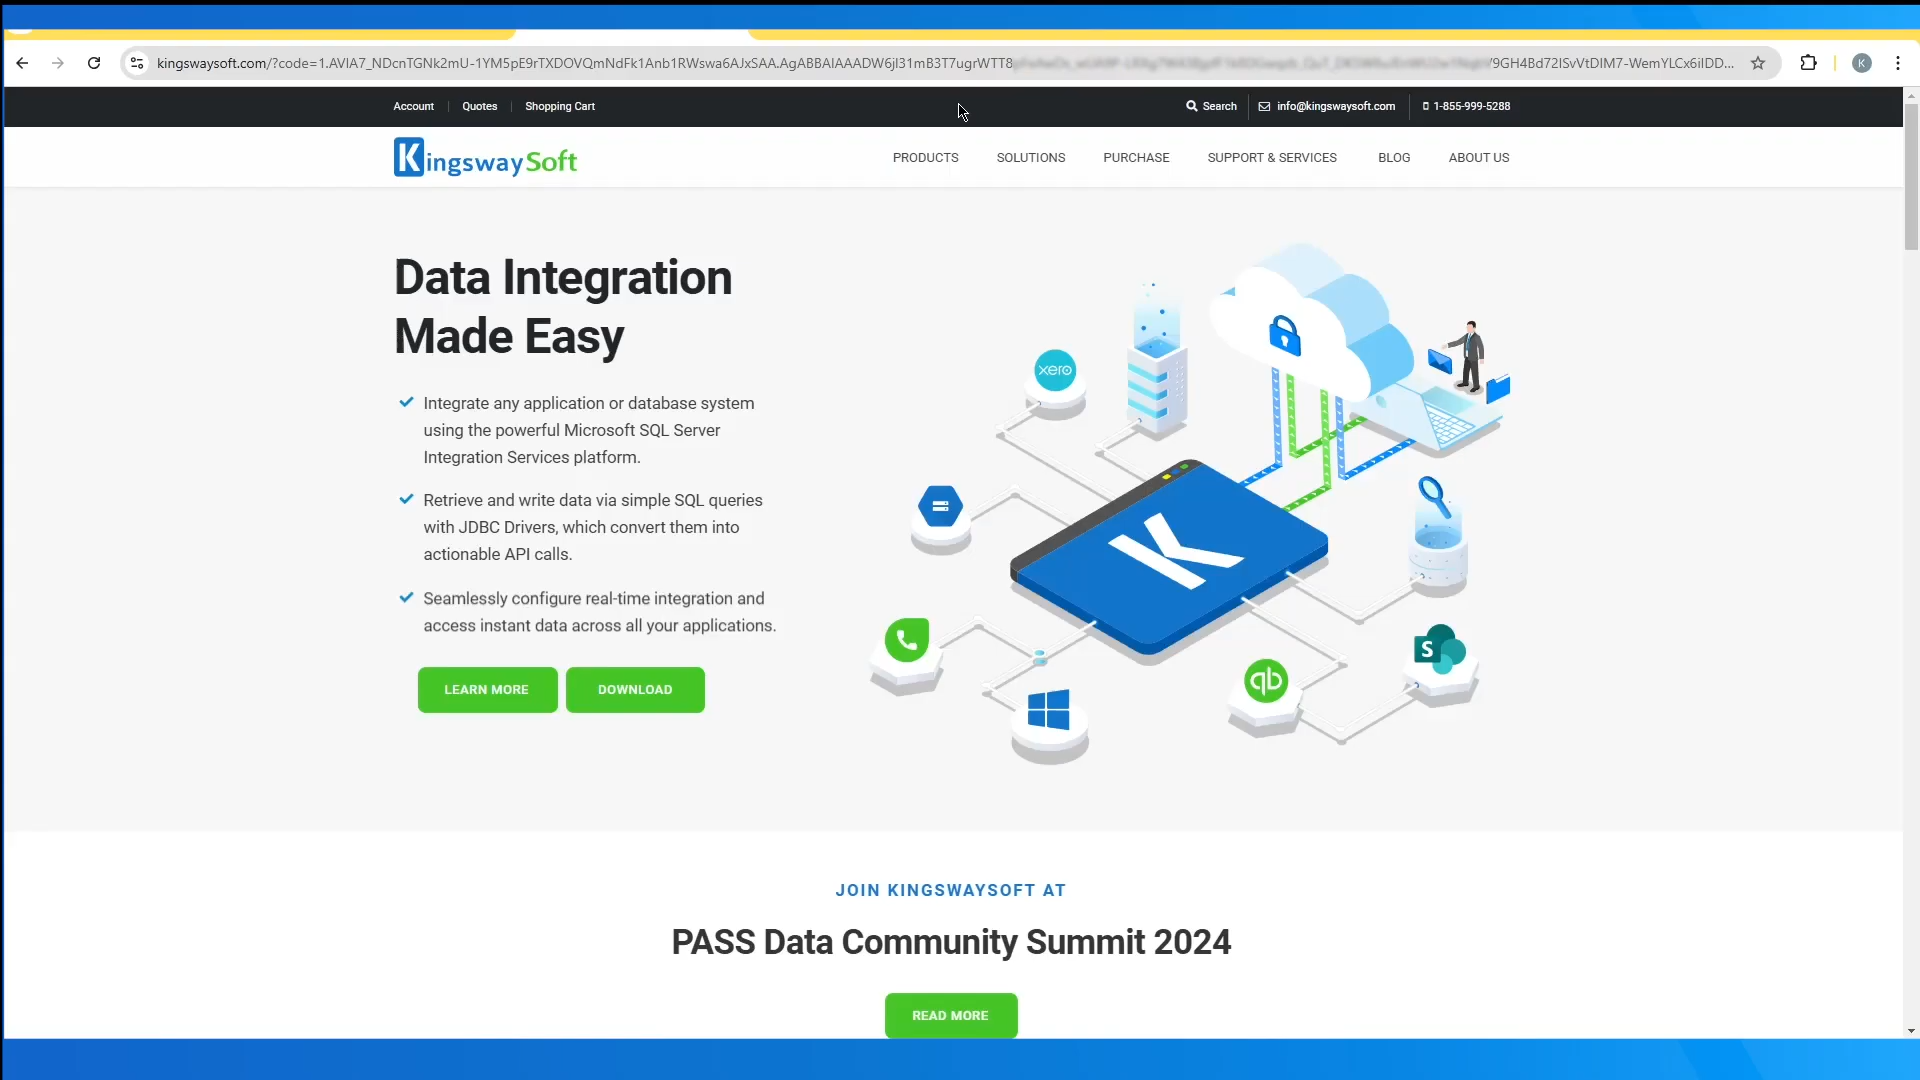 kingswaysoft.com/?code=1.AVIA7_NDcnTGNk2mU-1YM5pE9rTXDOVQmNdFk1Anb1RWswa6AJxSAA.AgABBAIAAADW6jl31mB3T7ugrWTT8 9GH4Bd72ISvVtDIM7-WemYLCx6iIDD...
K
Account Quotes Shopping Cart Search info@kingswaysoft.com 1-855-999-5288
KingswaySoft PRODUCTS SOLUTIONS PURCHASE SUPPORT & SERVICES BLOG ABOUT US
Data Integration
Made Easy
Integrate any application or database system
using the powerful Microsoft SQL Server
Integration Services platform.
Retrieve and write data via simple SQL queries
with JDBC Drivers, which convert them into
actionable API calls.
Seamlessly configure real-time integration and
access instant data across all your applications.
LEARN MORE DOWNLOAD
xero
K
S
qb
JOIN KINGSWAYSOFT AT
PASS Data Community Summit 2024
READ MORE